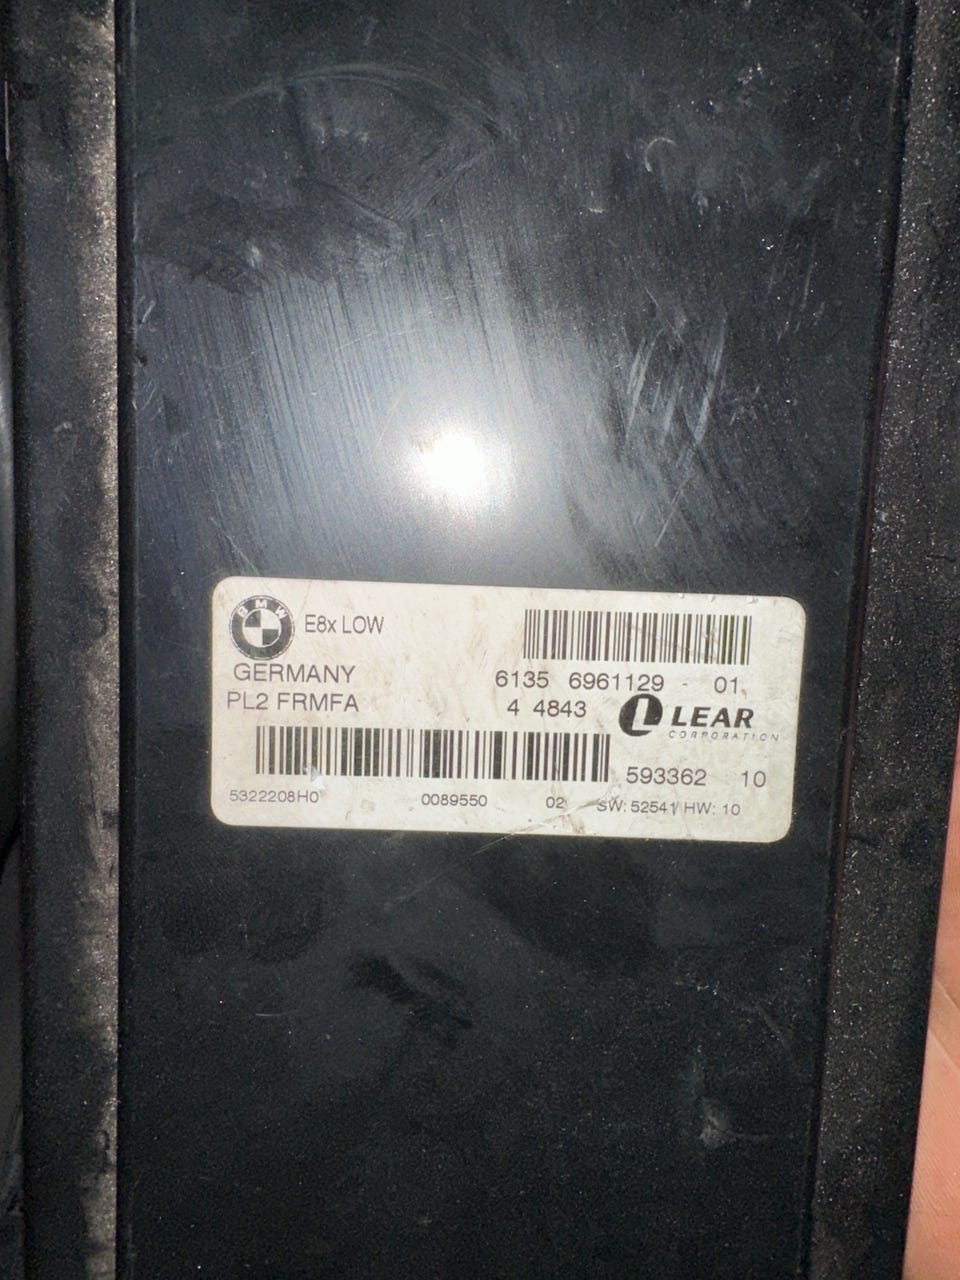 BMW
E8x LOW
GERMANY
6135 6961129 - 01
PL2 FRMFA
4 4843
LEAR
CORPORATION
593362 10
5322208H0 0089550 02 SW: 52541/ HW: 10